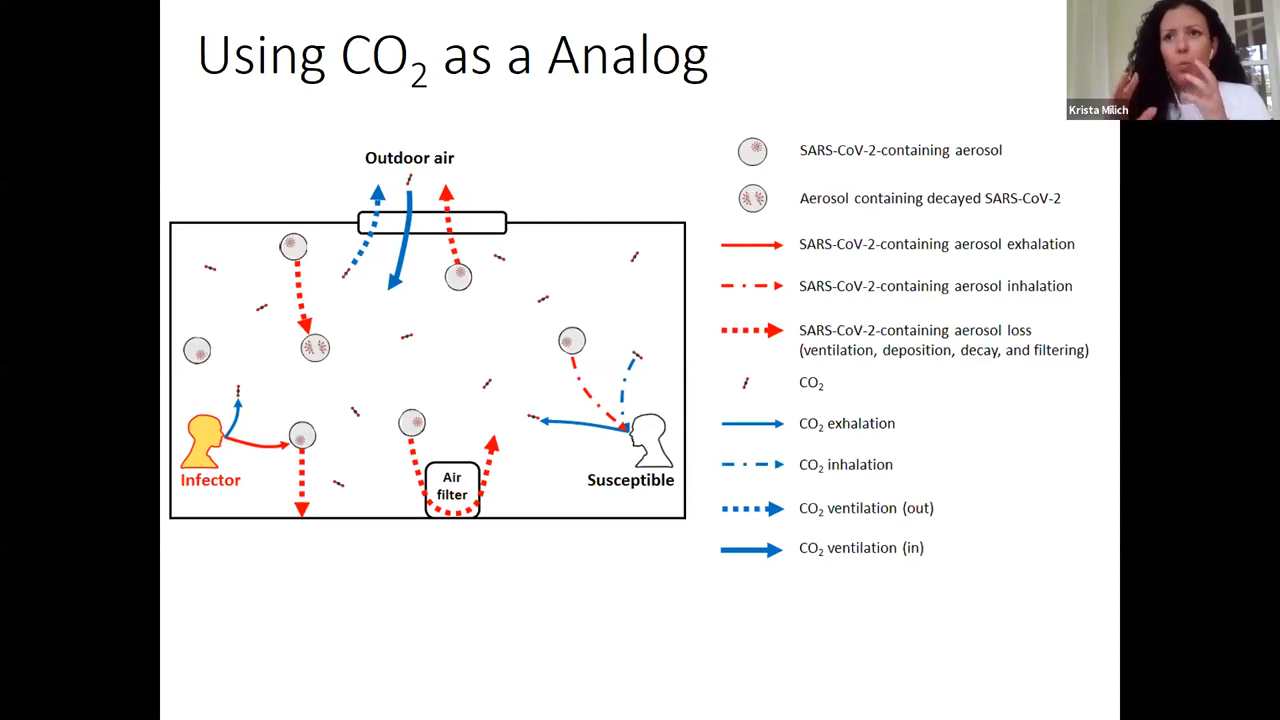 Using CO₂ as a Analog
Krista Milich
Outdoor air
Infector
Air
filter
Susceptible
SARS-CoV-2-containing aerosol
Aerosol containing decayed SARS-CoV-2
SARS-CoV-2-containing aerosol exhalation
SARS-CoV-2-containing aerosol inhalation
SARS-CoV-2-containing aerosol loss
(ventilation, deposition, decay, and filtering)
CO₂
CO₂ exhalation
CO₂ inhalation
CO₂ ventilation (out)
CO₂ ventilation (in)